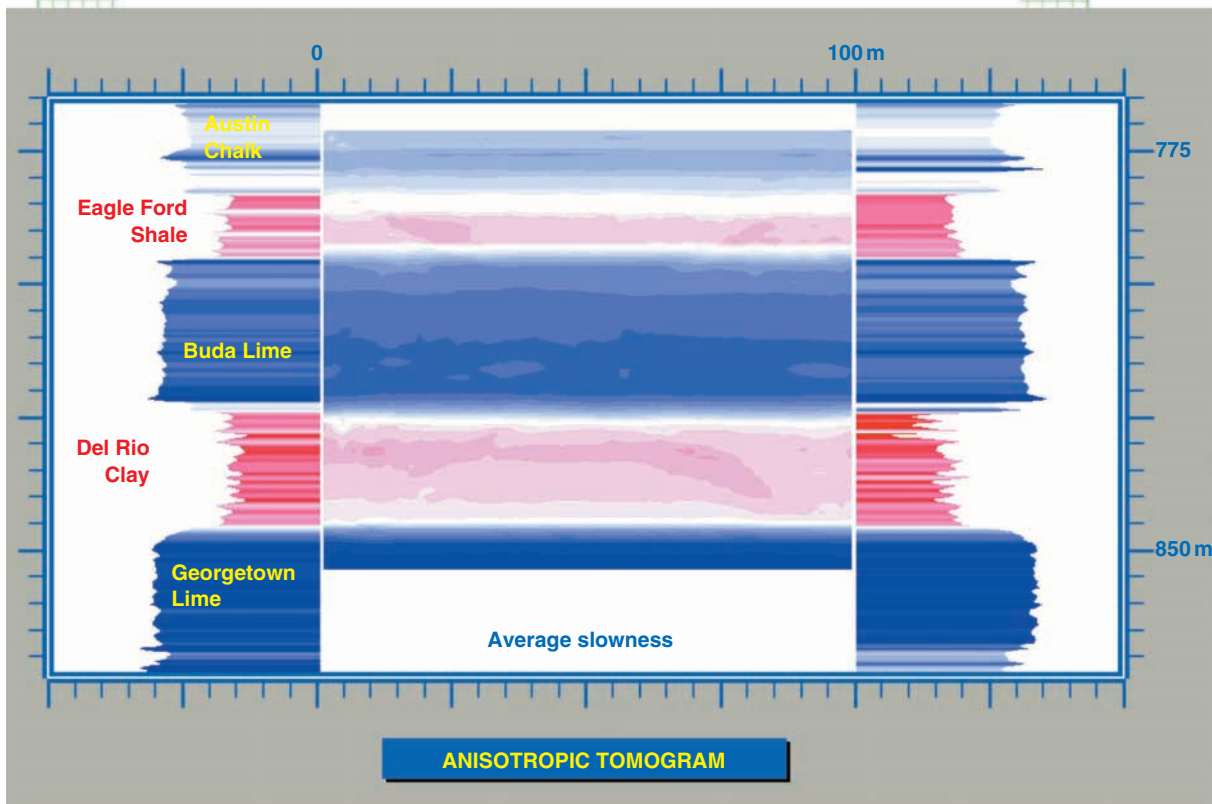 0
100 m
Austin
Chalk
775
Eagle Ford
Shale
Buda Lime
Del Rio
Clay
850 m
Georgetown
Lime
Average slowness
ANISOTROPIC TOMOGRAM